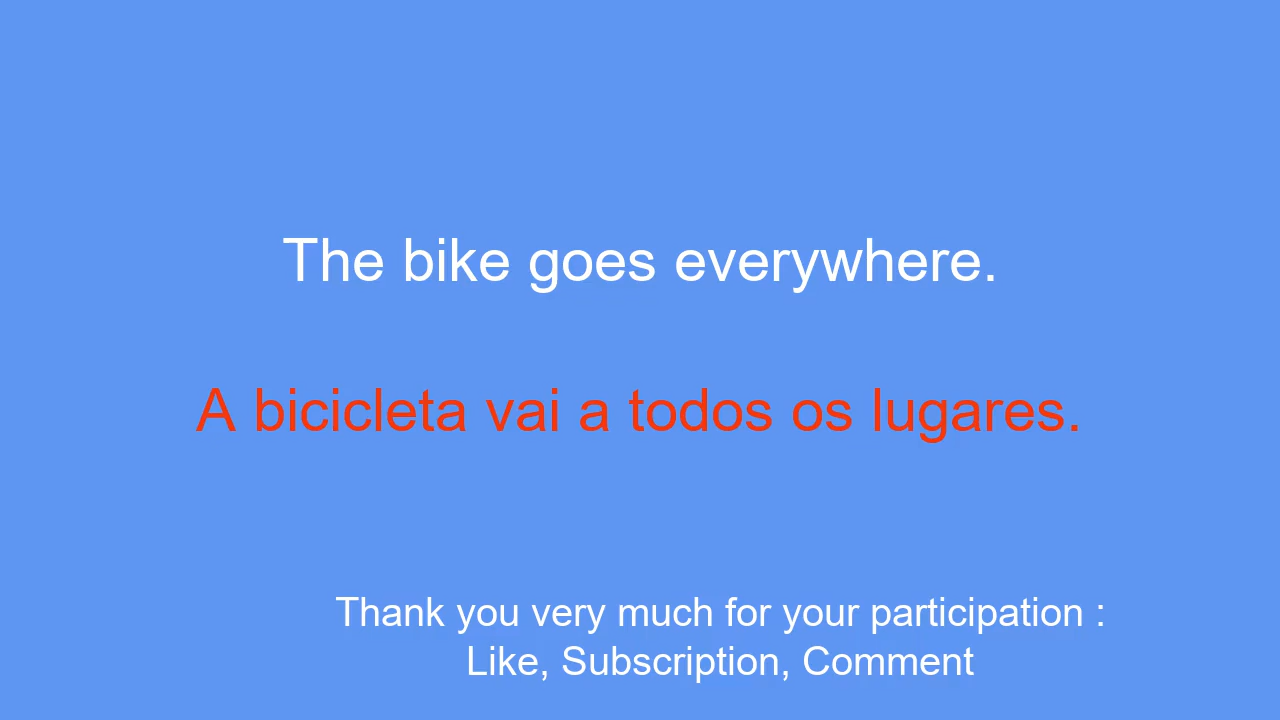 The bike goes everywhere.
A bicicleta vai a todos os lugares.
Thank you very much for your participation :
Like, Subscription, Comment